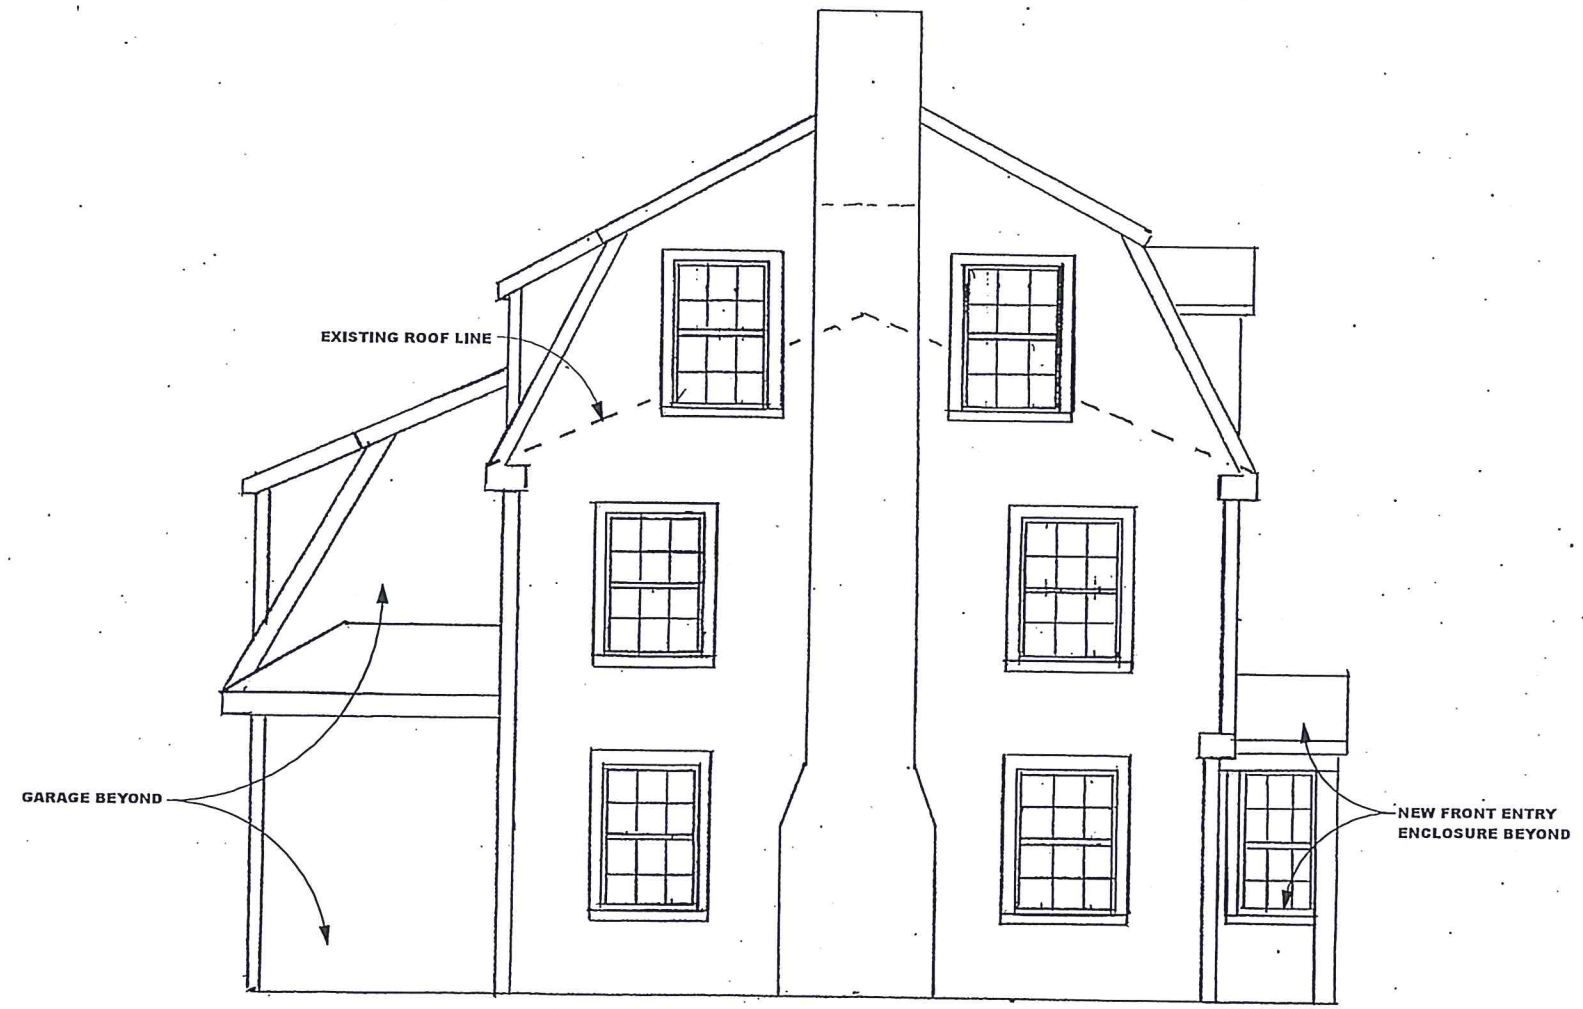 EXISTING ROOF LINE
GARAGE BEYOND
NEW FRONT ENTRY
ENCLOSURE BEYOND